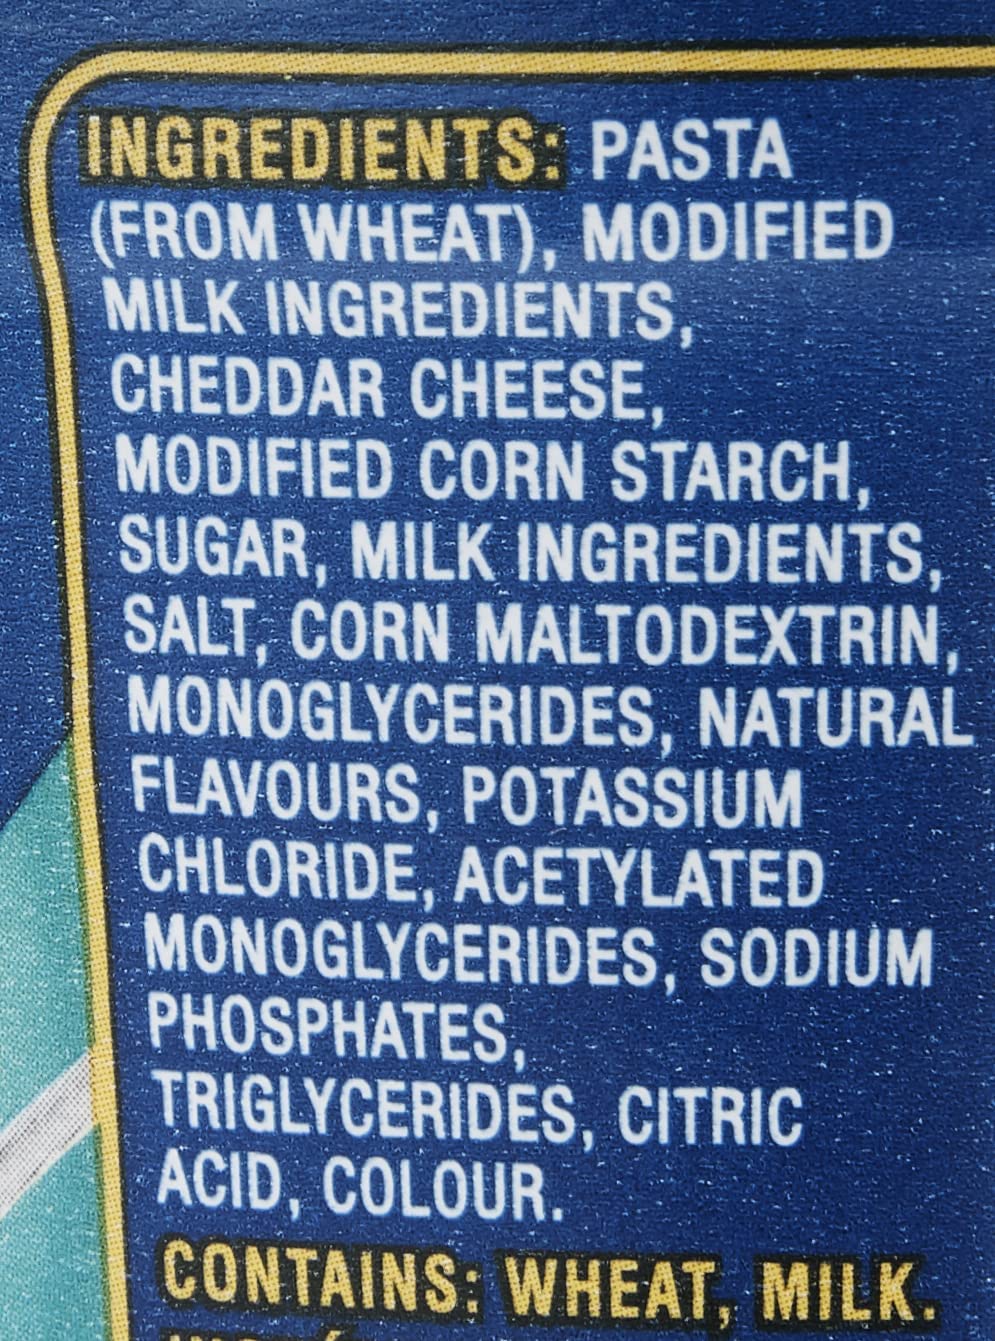 INGREDIENTS: PASTA
(FROM WHEAT), MODIFIED
MILK INGREDIENTS,
CHEDDAR CHEESE,
MODIFIED CORN STARCH,
SUGAR, MILK INGREDIENTS,
SALT, CORN MALTODEXTRIN,
MONOGLYCERIDES, NATURAL
FLAVOURS, POTASSIUM
CHLORIDE, ACETYLATED
MONOGLYCERIDES, SODIUM
PHOSPHATES,
TRIGLYCERIDES, CITRIC
ACID, COLOUR.
CONTAINS: WHEAT, MILK.